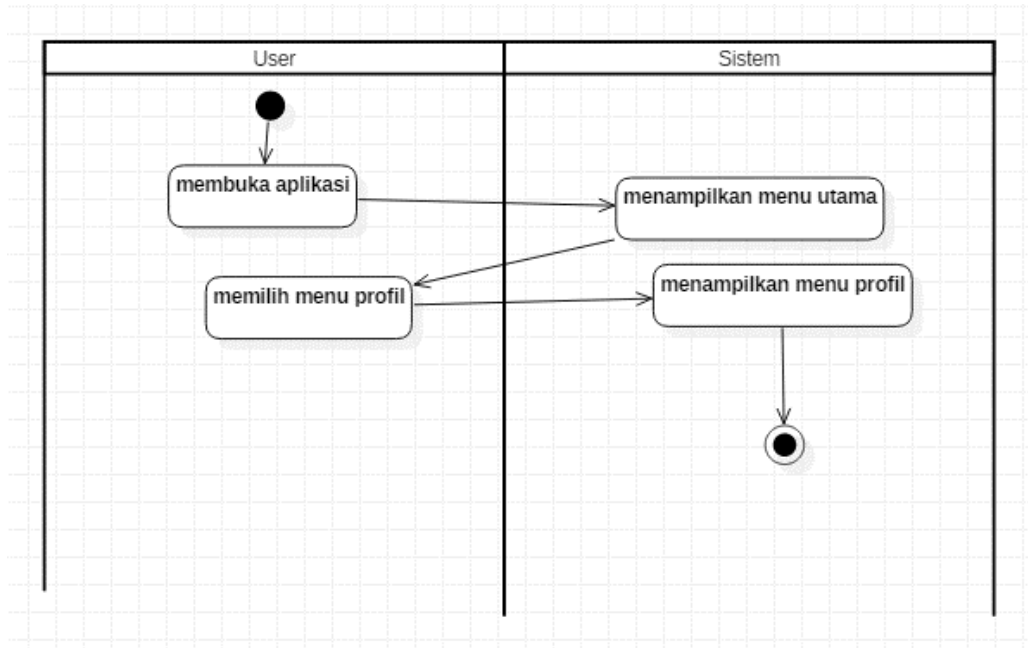 User
Sistem
membuka aplikasi
menampilkan menu utama
memilih menu profil
menampilkan menu profil